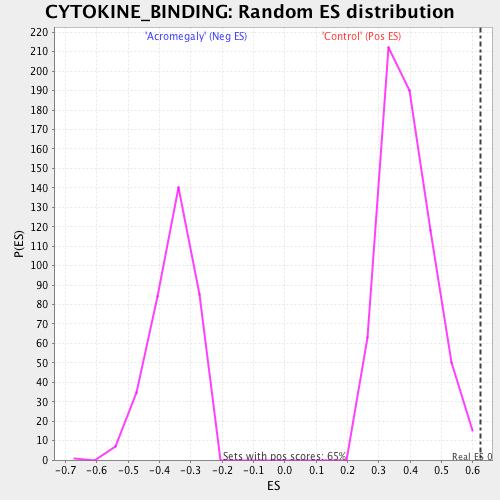 CYTOKINE_BINDING: Random ES distribution
'Acromegaly' (Neg ES)
'Control' (Pos ES)
220
210
200
190
180
170
160
150
140
130
120
110
100
90
80
70
60
50
40
30
20
10
0
P(ES)
Sets with pos scores: 65%
Real ES 0
-0.7 -0.6 -0.5 -0.4 -0.3 -0.2 -0.1 0.0 0.1 0.2 0.3 0.4 0.5 0.6
ES